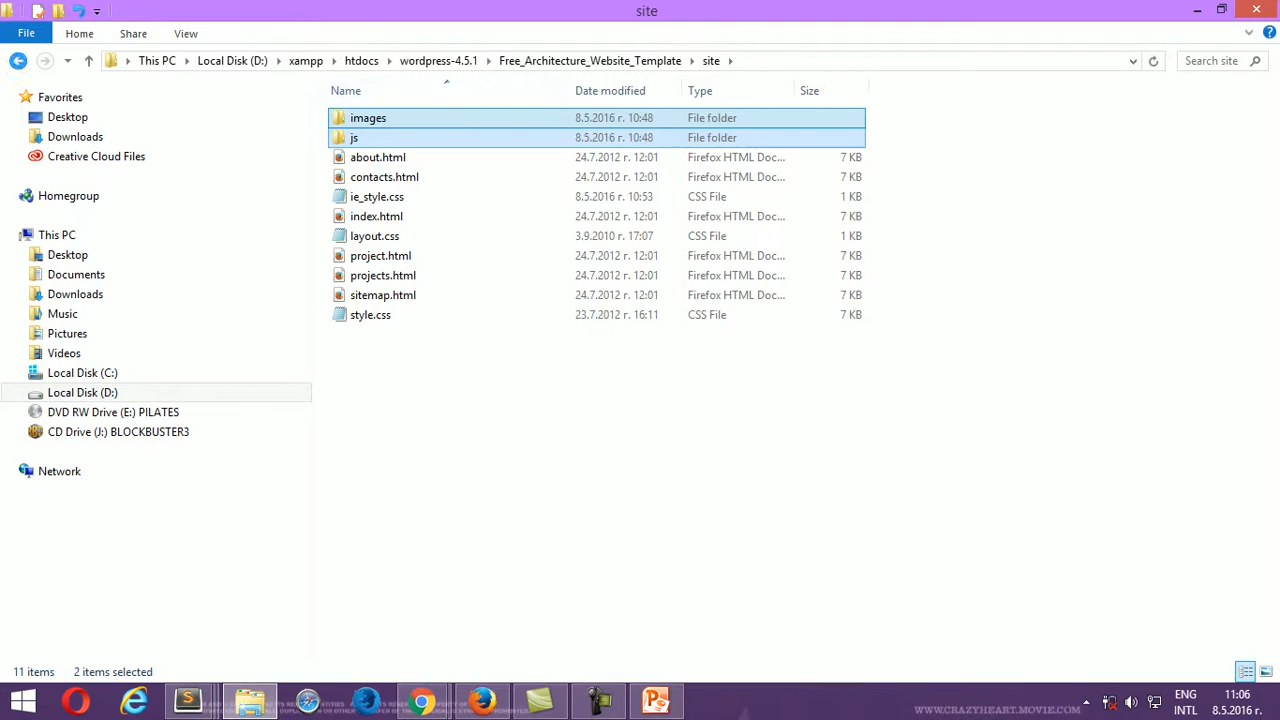 site
File Home Share View
This PC Local Disk (D:) xampp htdocs wordpress-4.5.1 Free_Architecture_Website_Template site Search site
Name Date modified Type Size
Favorites
Desktop
Downloads
Creative Cloud Files
Homegroup
This PC
Desktop
Documents
Downloads
Music
Pictures
Videos
Local Disk (C:)
Local Disk (D:)
DVD RW Drive (E:) PILATES
CD Drive (J:) BLOCKBUSTER3
Network
images 8.5.2016 г. 10:48 File folder
js 8.5.2016 г. 10:48 File folder
about.html 24.7.2012 г. 12:01 Firefox HTML Doc... 7 KB
contacts.html 24.7.2012 г. 12:01 Firefox HTML Doc... 7 KB
ie_style.css 8.5.2016 г. 10:53 CSS File 1 KB
index.html 24.7.2012 г. 12:01 Firefox HTML Doc... 7 KB
layout.css 3.9.2010 г. 17:07 CSS File 1 KB
project.html 24.7.2012 г. 12:01 Firefox HTML Doc... 7 KB
projects.html 24.7.2012 г. 12:01 Firefox HTML Doc... 7 KB
sitemap.html 24.7.2012 г. 12:01 Firefox HTML Doc... 7 KB
style.css 23.7.2012 г. 16:11 CSS File 7 KB
11 items 2 items selected
WWW.CRAZYHEART.MOVIE.COM
ENG 11:06
INTL 8.5.2016 г.